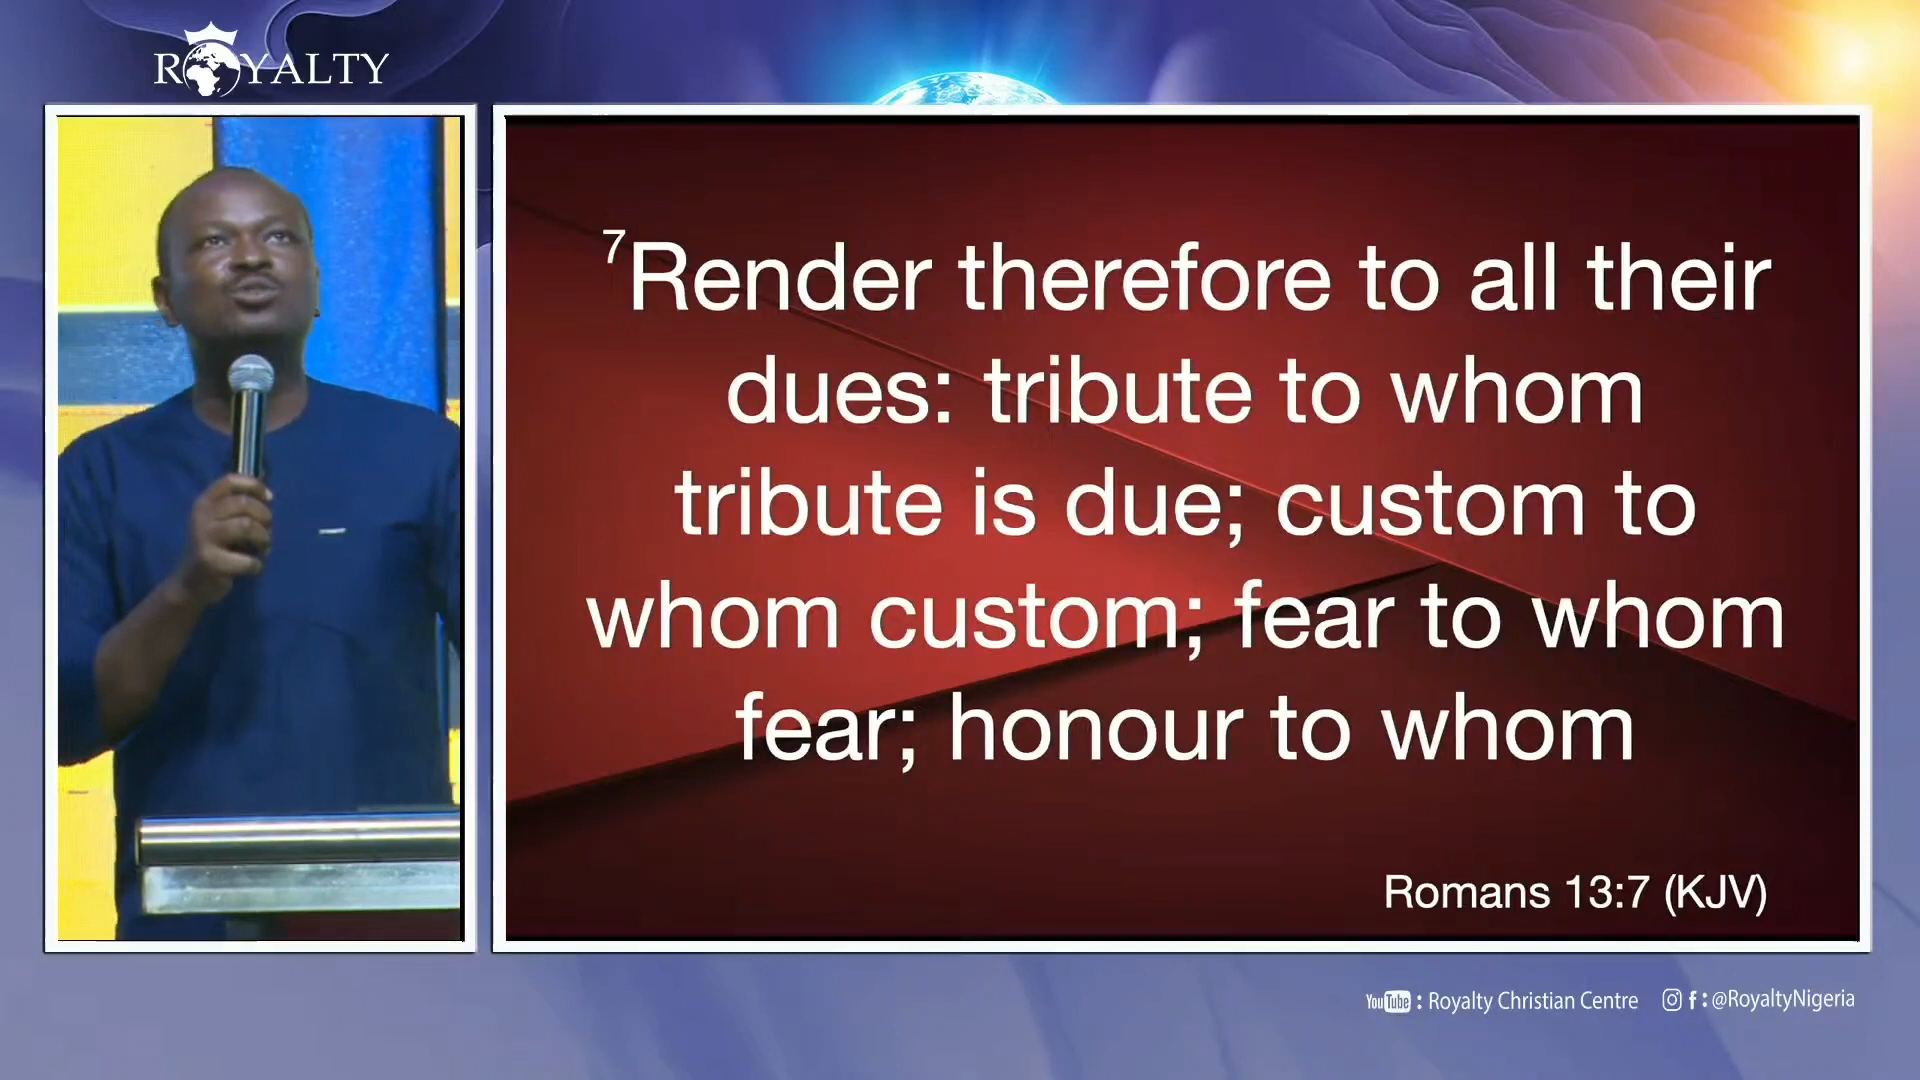 ROYALTY
7Render therefore to all their
dues: tribute to whom
tribute is due; custom to
whom custom; fear to whom
fear; honour to whom
Romans 13:7 (KJV)
YouTube : Royalty Christian Centre f : @RoyaltyNigeria